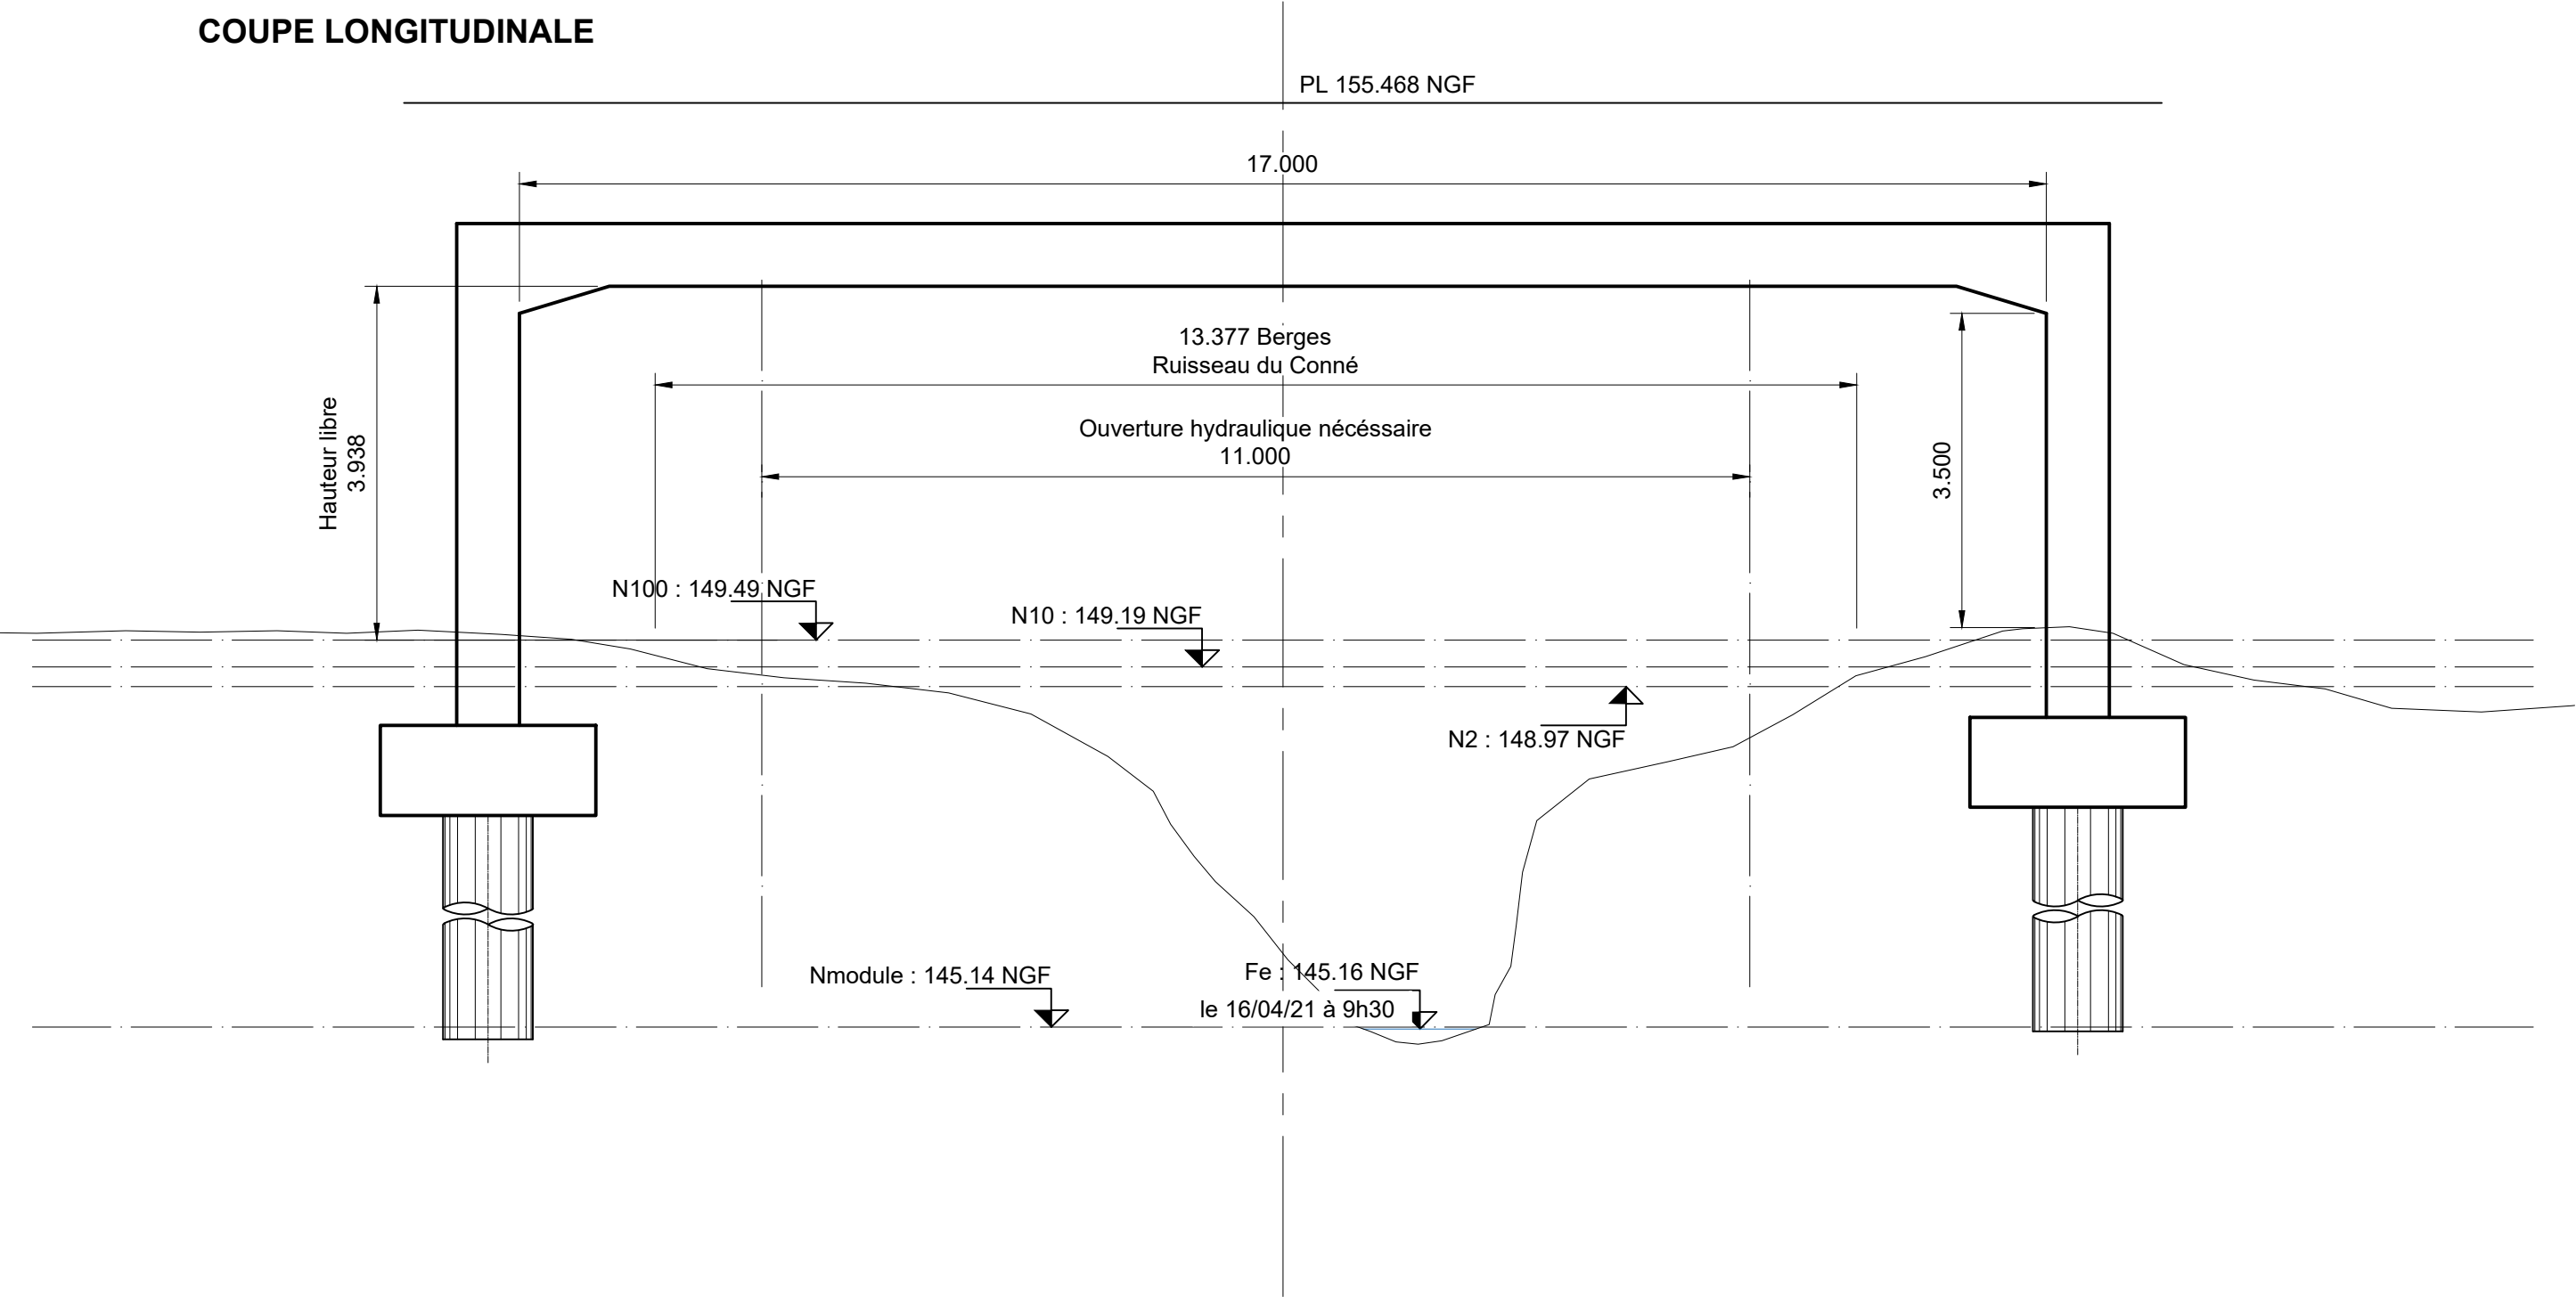 COUPE LONGITUDINALE
PL 155.468 NGF
17.000
13.377 Berges
Ruisseau du Conné
Ouverture hydraulique nécéssaire
11.000
Hauteur libre
3.938
3.500
N100 : 149.49 NGF
N10 : 149.19 NGF
N2 : 148.97 NGF
Nmodule : 145.14 NGF
Fe : 145.16 NGF
le 16/04/21 à 9h30